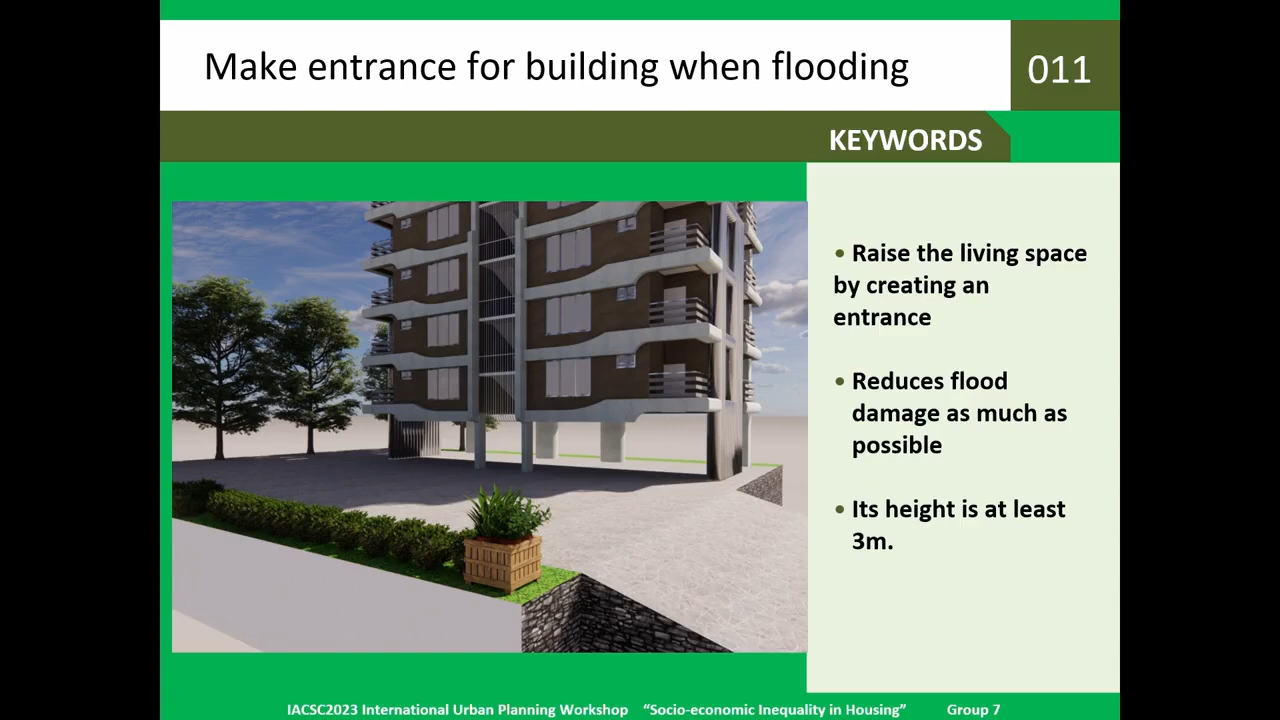 Make entrance for building when flooding
011
KEYWORDS
• Raise the living space
by creating an
entrance
• Reduces flood
damage as much as
possible
• Its height is at least
3m.
IACSC2023 International Urban Planning Workshop “Socio-economic Inequality in Housing” Group 7